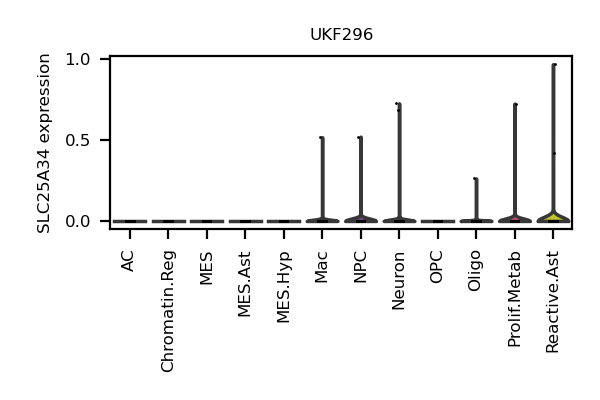 UKF296
SLC25A34 expression
1.0
0.5
0.0
AC
Chromatin.Reg
MES
MES.Ast
MES.Hyp
Mac
NPC
Neuron
OPC
Oligo
Prolif.Metab
Reactive.Ast